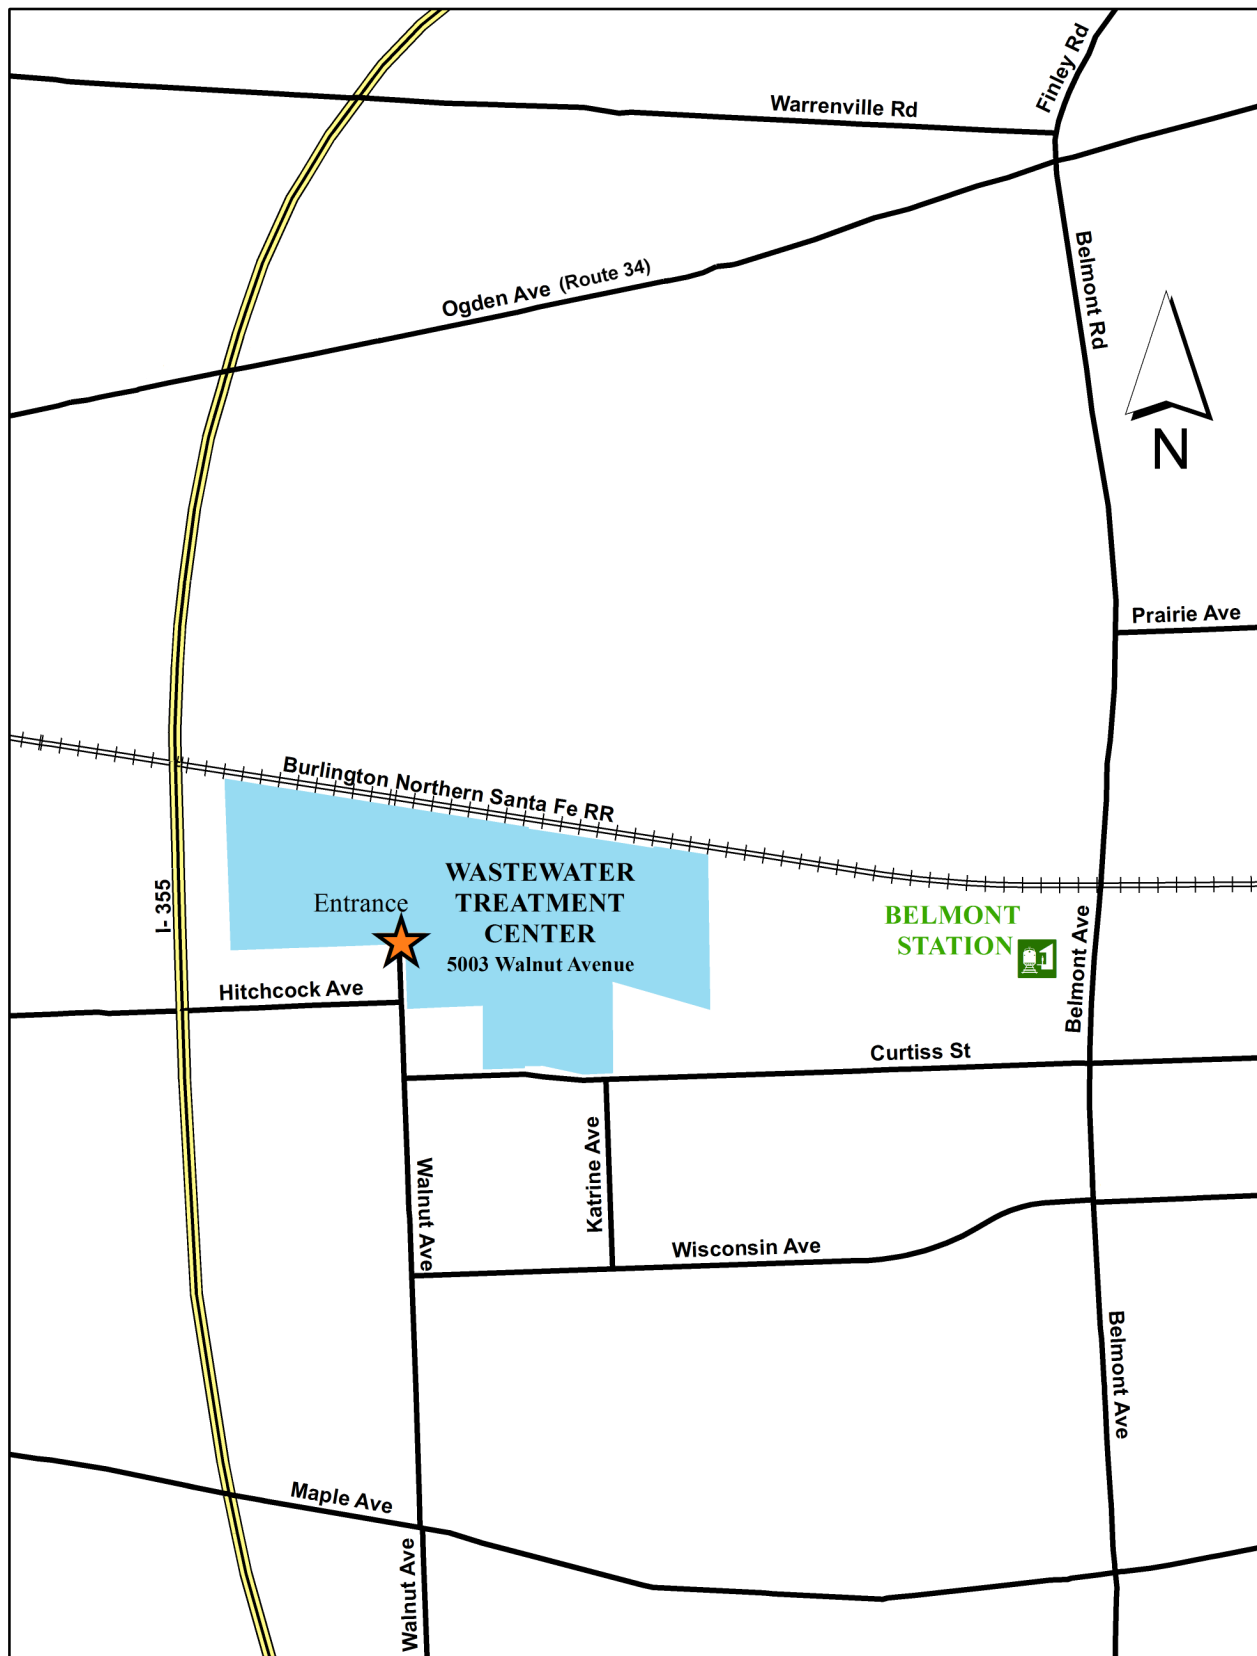 Finley Rd
Warrenville Rd
Belmont Rd
Ogden Ave (Route 34)
N
Prairie Ave
Burlington Northern Santa Fe RR
WASTEWATER
TREATMENT
CENTER
5003 Walnut Avenue
Entrance
I- 355
BELMONT
STATION
Belmont Ave
Hitchcock Ave
Curtiss St
Katrine Ave
Walnut Ave
Wisconsin Ave
Belmont Ave
Maple Ave
Walnut Ave